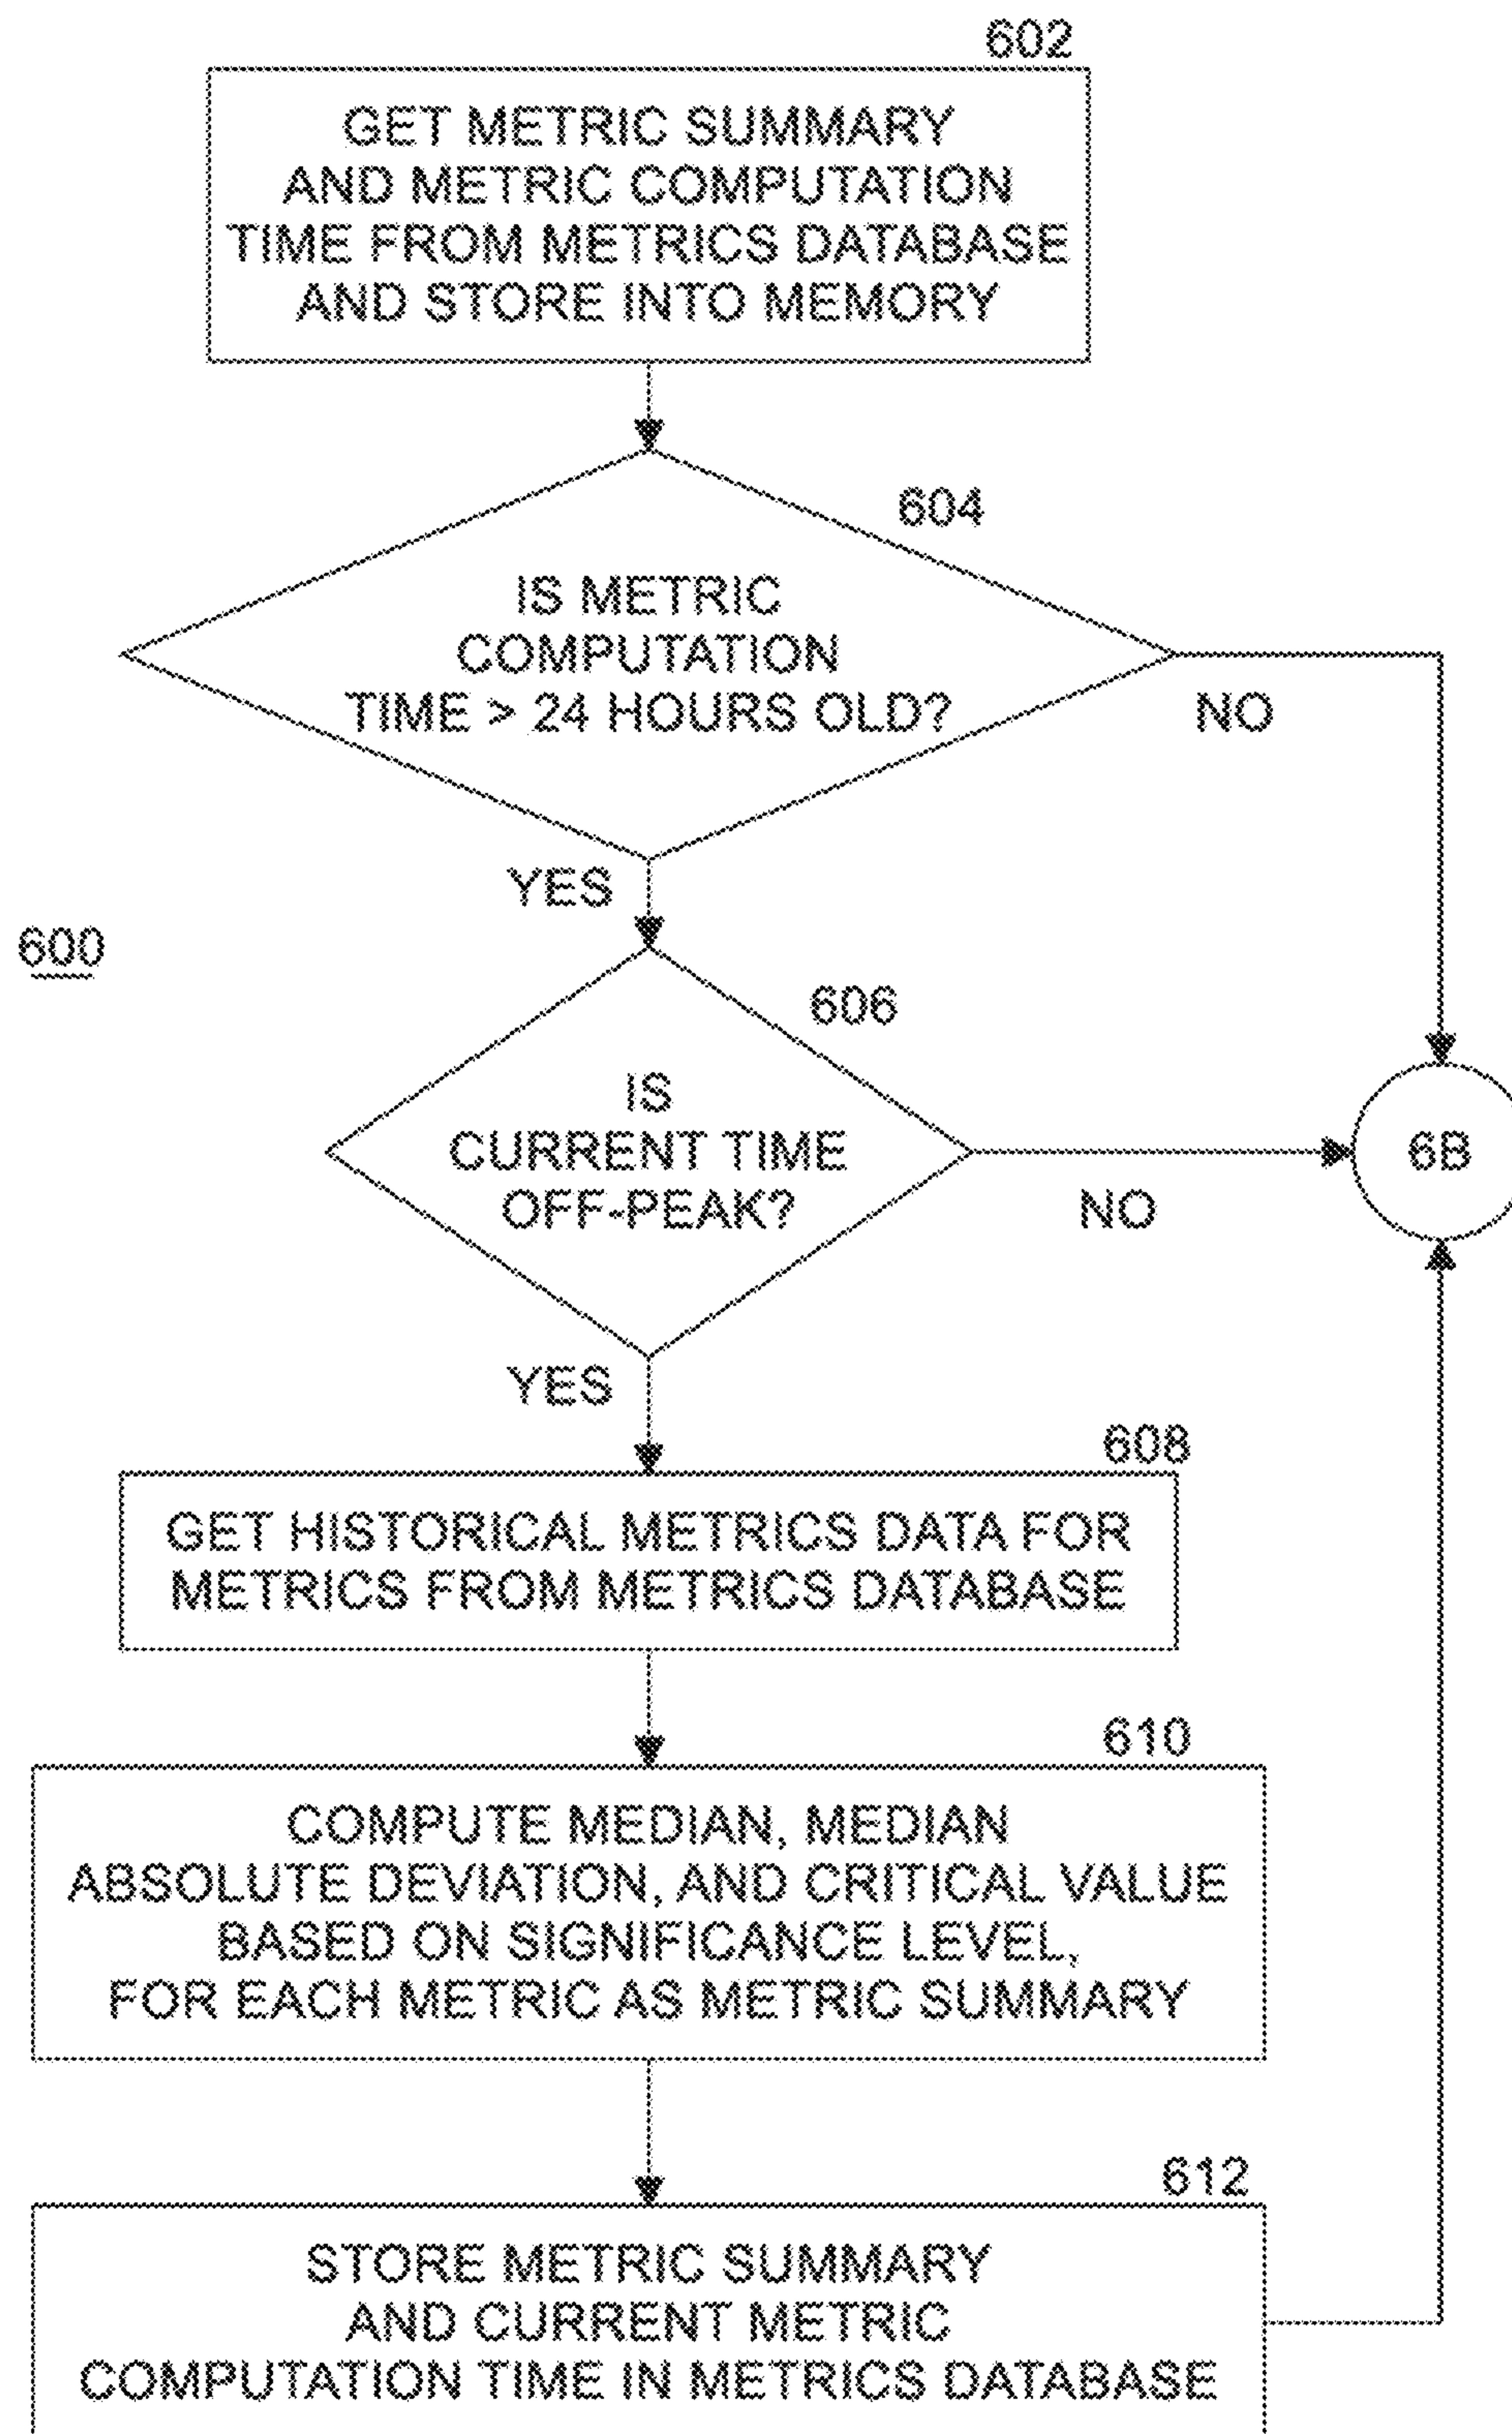 602
GET METRIC SUMMARY
AND METRIC COMPUTATION
TIME FROM METRICS DATABASE
AND STORE INTO MEMORY
604
IS METRIC
COMPUTATION
TIME > 24 HOURS OLD?
NO
YES
600
606
IS
CURRENT TIME
OFF-PEAK?
6B
NO
YES
608
GET HISTORICAL METRICS DATA FOR
METRICS FROM METRICS DATABASE
610
COMPUTE MEDIAN, MEDIAN
ABSOLUTE DEVIATION, AND CRITICAL VALUE
BASED ON SIGNIFICANCE LEVEL,
FOR EACH METRIC AS METRIC SUMMARY
612
STORE METRIC SUMMARY
AND CURRENT METRIC
COMPUTATION TIME IN METRICS DATABASE